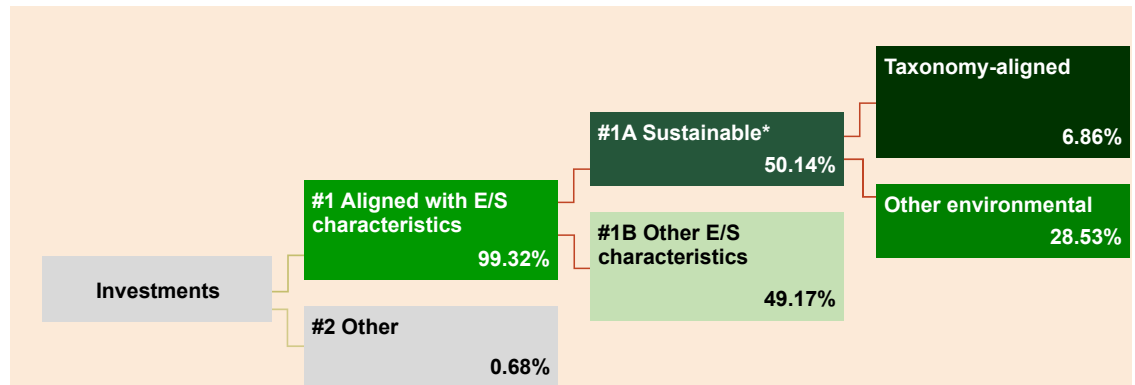 Investments
#1 Aligned with E/S
characteristics
99.32%
#2 Other
0.68%
#1A Sustainable*
50.14%
#1B Other E/S
characteristics
49.17%
Taxonomy-aligned
6.86%
Other environmental
28.53%